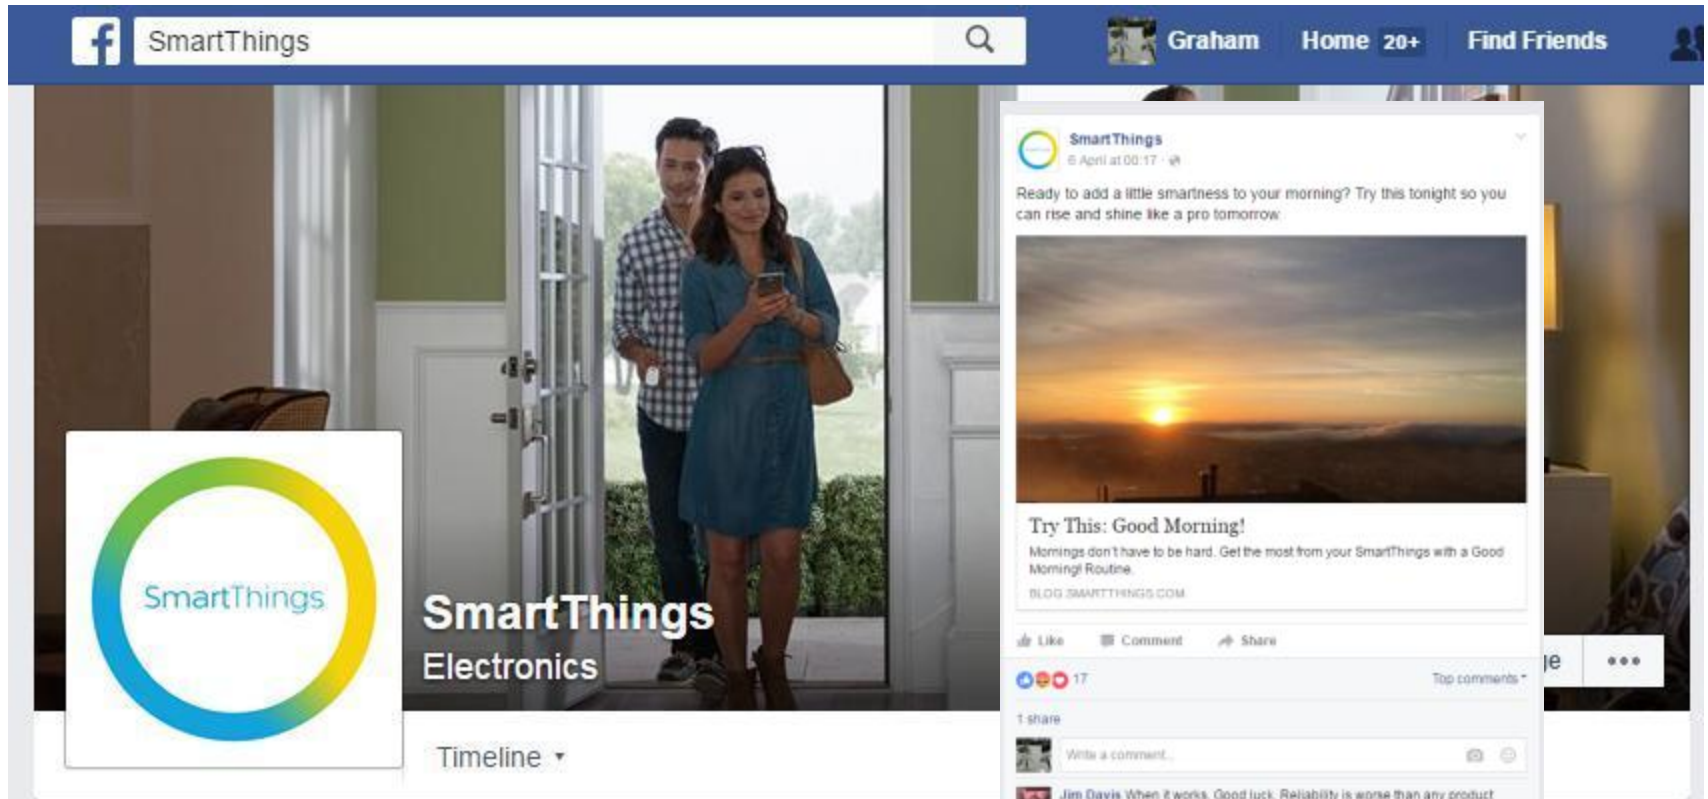 SmartThings
Graham
Home 20+
Find Friends
SmartThings
SmartThings
Electronics
Timeline
SmartThings
6 April at 00:17
Ready to add a little smartness to your morning? Try this tonight so you
can rise and shine like a pro tomorrow.
Try This: Good Morning!
Mornings don't have to be hard. Get the most from your SmartThings with a Good
Morning! Routine.
BLOG.SMARTTHINGS.COM
Like Comment Share
17
Top comments
1 share
Write a comment...
Jim Davis When it works. Good luck. Reliability is worse than any product